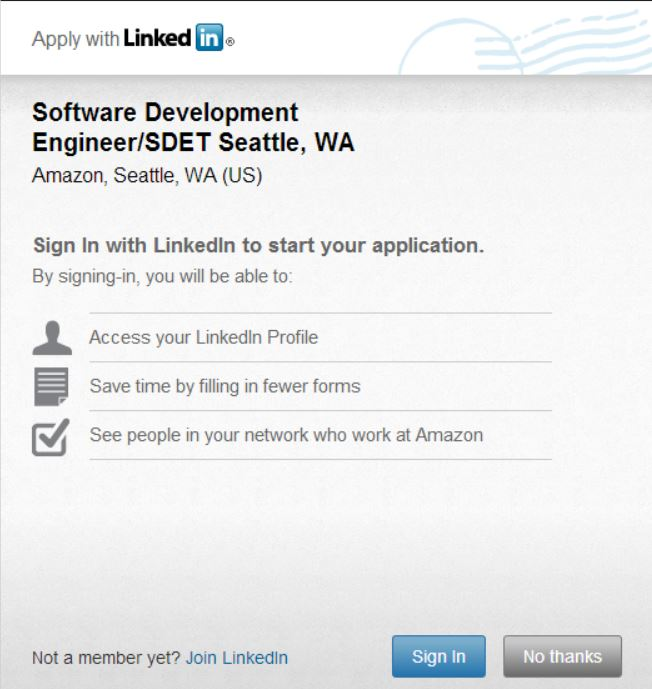 Apply with Linked in ®
Software Development
Engineer/SDET Seattle, WA
Amazon, Seattle, WA (US)
Sign In with LinkedIn to start your application.
By signing-in, you will be able to:
Access your LinkedIn Profile
Save time by filling in fewer forms
See people in your network who work at Amazon
Not a member yet? Join LinkedIn
Sign In
No thanks